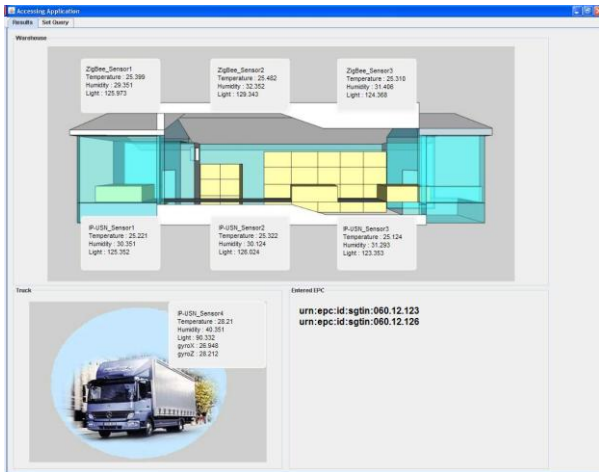 Accessing Application
Results Set Query
Warehouse
ZigBee_Sensor1
Temperature : 25.399
Humidity : 29.351
Light : 125.973
ZigBee_Sensor2
Temperature : 25.482
Humidity : 32.352
Light : 129.343
ZigBee_Sensor3
Temperature : 25.310
Humidity : 31.408
Light : 124.368
IP-USN_Sensor1
Temperature : 25.221
Humidity : 30.351
Light : 125.352
IP-USN_Sensor2
Temperature : 25.322
Humidity : 30.124
Light : 126.024
IP-USN_Sensor3
Temperature : 25.124
Humidity : 31.293
Light : 123.353
Truck
IP-USN_Sensor4
Temperature : 28.21
Humidity : 40.351
Light : 90.332
gyroX : 26.948
gyroZ : 28.212
Entered EPC
urn:epc:id:sgtin:060.12.123
urn:epc:id:sgtin:060.12.126